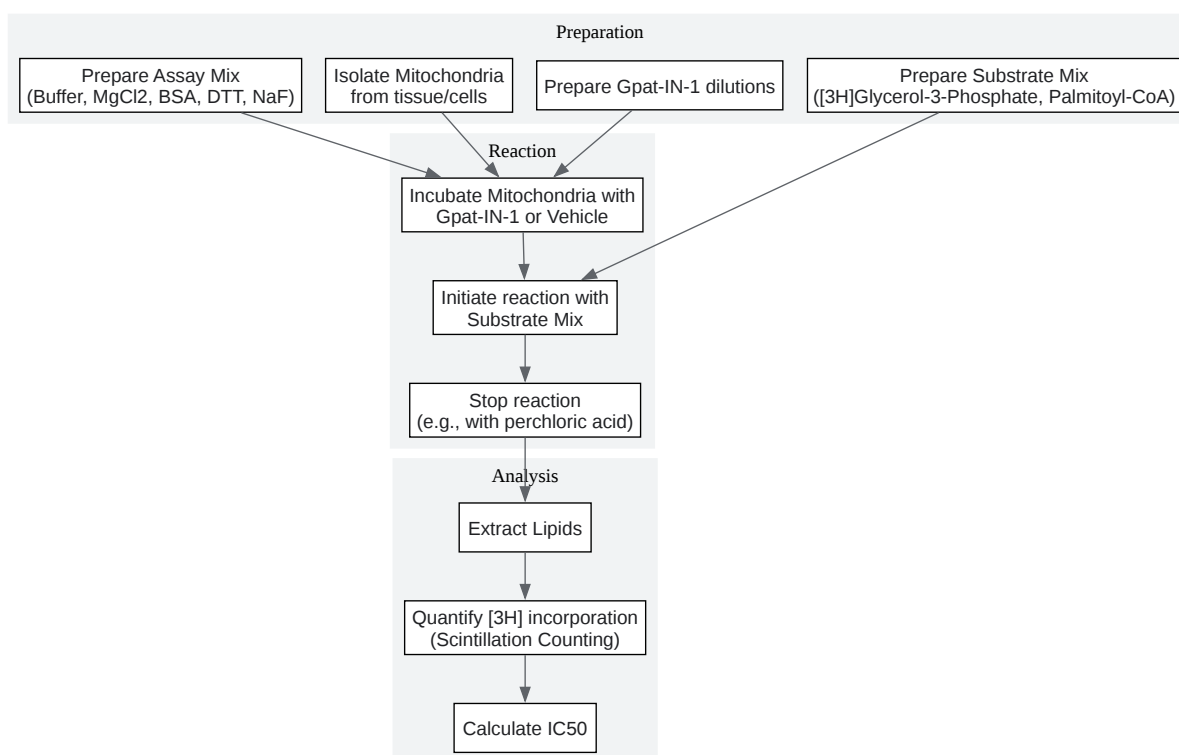 Preparation
Prepare Assay Mix
(Buffer, MgCl2, BSA, DTT, NaF)
Isolate Mitochondria
from tissue/cells
Prepare Gpat-IN-1 dilutions
Prepare Substrate Mix
([3H]Glycerol-3-Phosphate, Palmitoyl-CoA)
Reaction
Incubate Mitochondria with
Gpat-IN-1 or Vehicle
Initiate reaction with
Substrate Mix
Stop reaction
(e.g., with perchloric acid)
Analysis
Extract Lipids
Quantify [3H] incorporation
(Scintillation Counting)
Calculate IC50